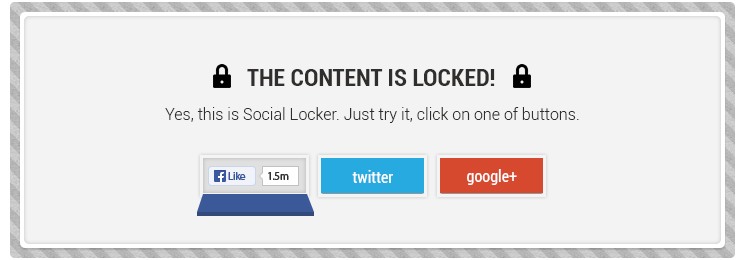 THE CONTENT IS LOCKED!
Yes, this is Social Locker. Just try it, click on one of buttons.
f Like 1.5m twitter google+